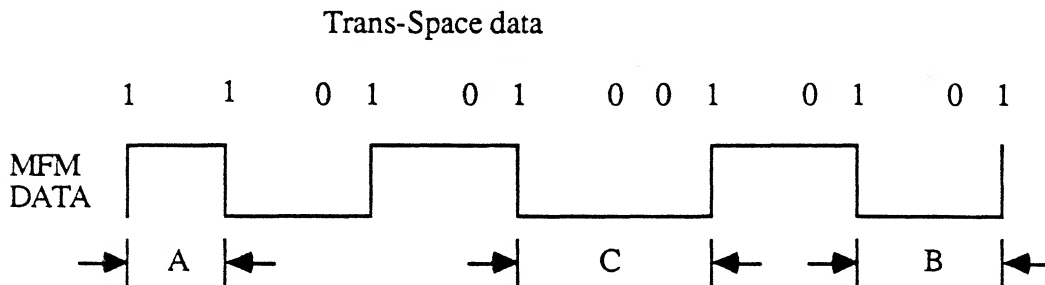 Trans-Space data
1 1 0 1 0 1 0 0 1 0 1 0 1
MFM
DATA
A C B